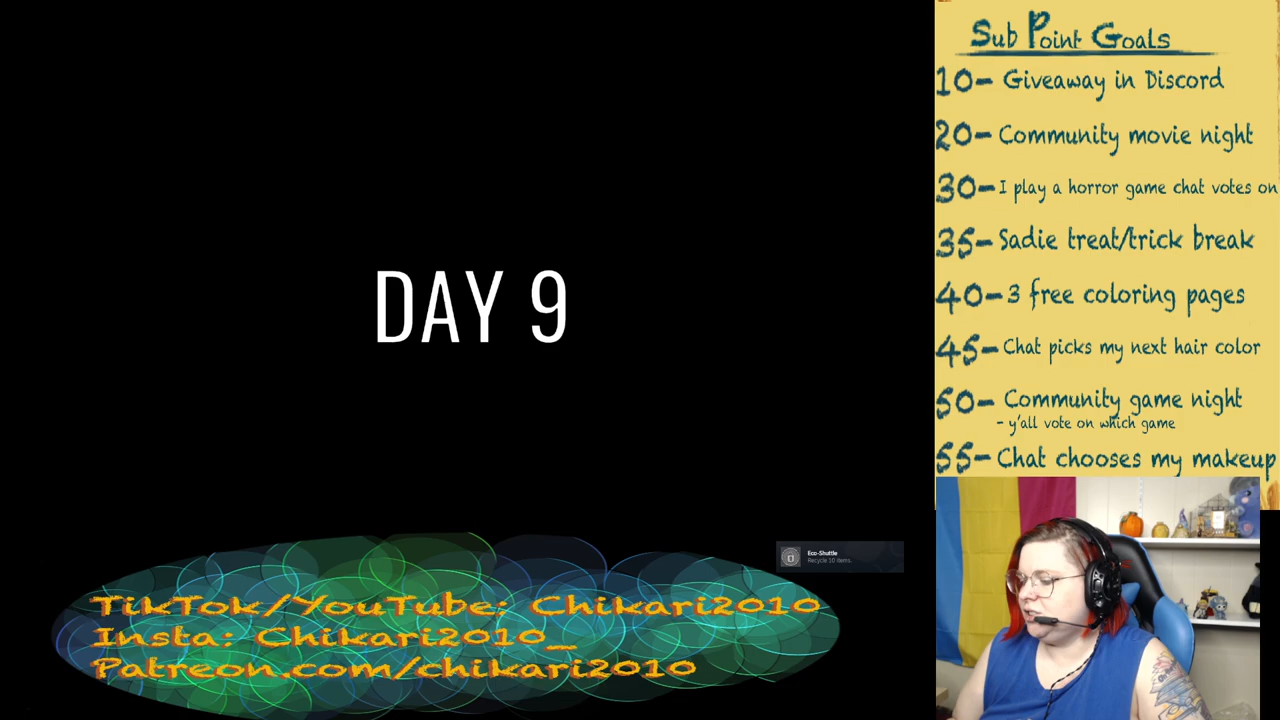 DAY 9
Sub Point Goals
10- Giveaway in Discord
20- Community movie night
30- I play a horror game chat votes on
35- Sadie treat/trick break
40- 3 free coloring pages
45- Chat picks my next hair color
50- Community game night
- y'all vote on which game
55- Chat chooses my makeup
Eco-Shuttle
Recycle 10 items.
TikTok/YouTube: Chikari2010
Insta: Chikari2010_
Patreon.com/chikari2010